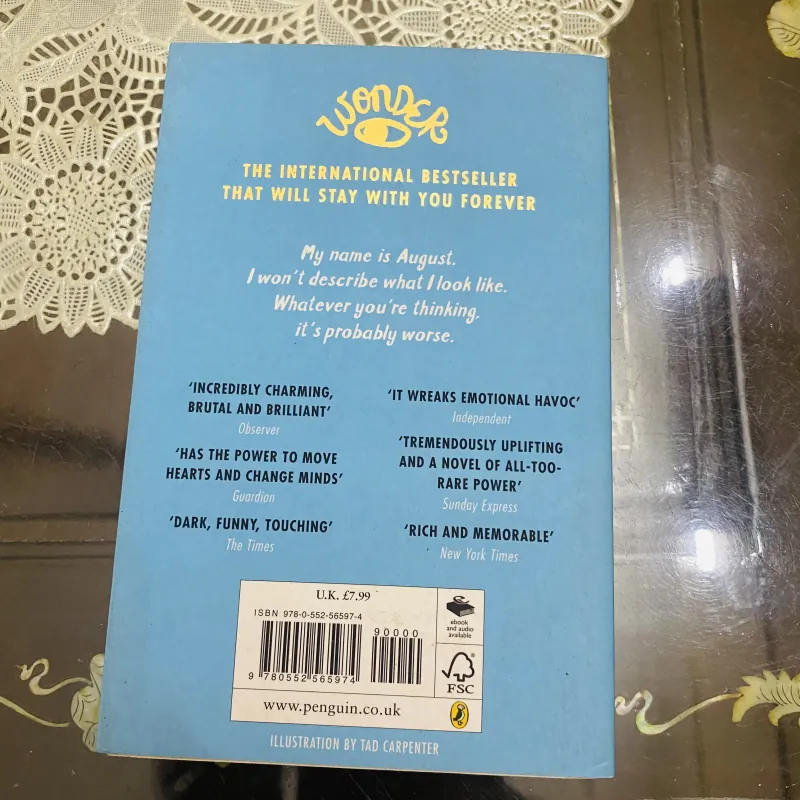 WONDER
THE INTERNATIONAL BESTSELLER
THAT WILL STAY WITH YOU FOREVER
My name is August.
I won't describe what I look like.
Whatever you're thinking,
it's probably worse.
'INCREDIBLY CHARMING,
BRUTAL AND BRILLIANT'
Observer
'HAS THE POWER TO MOVE
HEARTS AND CHANGE MINDS'
Guardian
'DARK, FUNNY, TOUCHING'
The Times
'IT WREAKS EMOTIONAL HAVOC'
Independent
'TREMENDOUSLY UPLIFTING
AND A NOVEL OF ALL-TOO-
RARE POWER'
Sunday Express
'RICH AND MEMORABLE'
New York Times
U.K. £7.99
ISBN 978-0-552-56597-4
90000
9 780552 565974
www.penguin.co.uk
ebook
and audio
available
FSC
ILLUSTRATION BY TAD CARPENTER